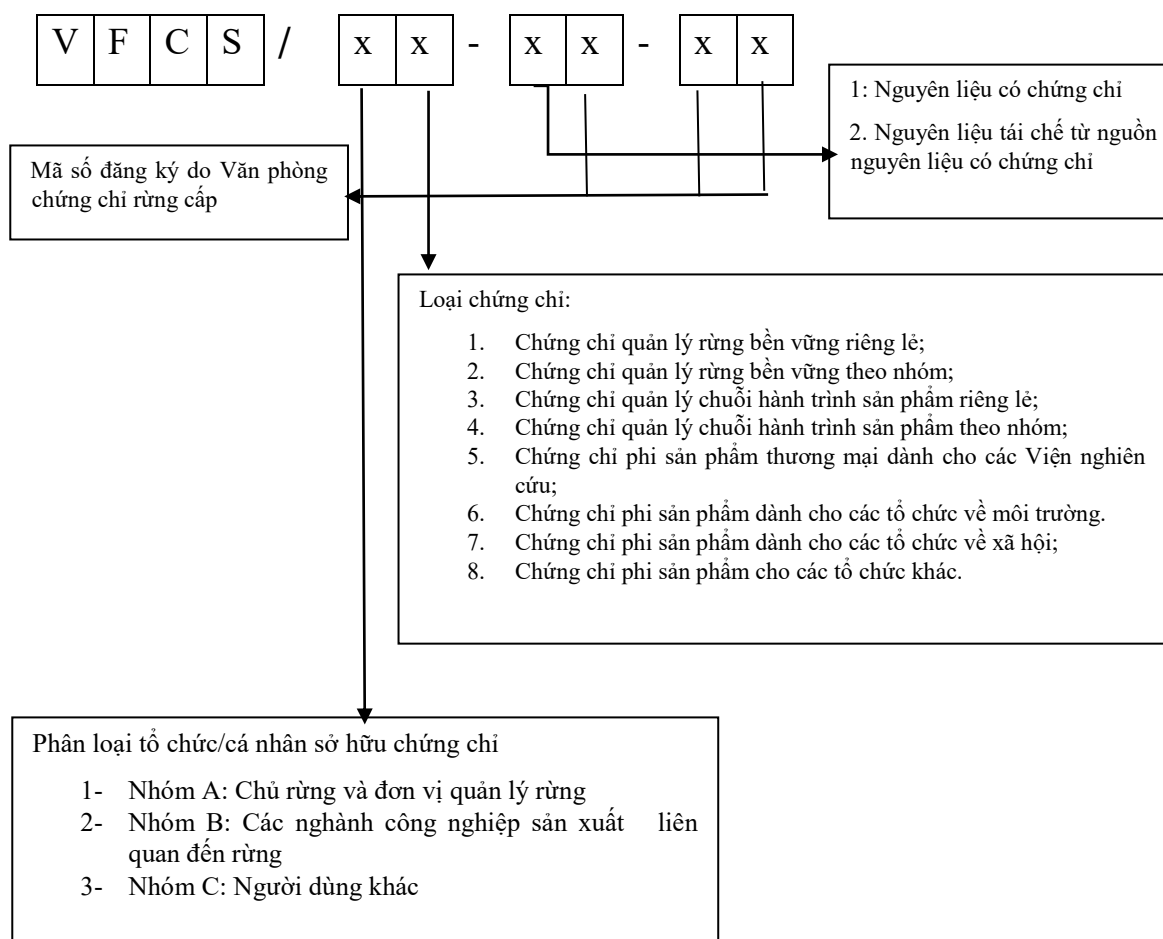 V F C S / x x - x x - x x
1: Nguyên liệu có chứng chỉ
2. Nguyên liệu tái chế từ nguồn
nguyên liệu có chứng chỉ
Mã số đăng ký do Văn phòng
chứng chỉ rừng cấp
Loại chứng chỉ:
1. Chứng chỉ quản lý rừng bền vững riêng lẻ;
2. Chứng chỉ quản lý rừng bền vững theo nhóm;
3. Chứng chỉ quản lý chuỗi hành trình sản phẩm riêng lẻ;
4. Chứng chỉ quản lý chuỗi hành trình sản phẩm theo nhóm;
5. Chứng chỉ phi sản phẩm thương mại dành cho các Viện nghiên
cứu;
6. Chứng chỉ phi sản phẩm dành cho các tổ chức về môi trường.
7. Chứng chỉ phi sản phẩm dành cho các tổ chức về xã hội;
8. Chứng chỉ phi sản phẩm cho các tổ chức khác.
Phân loại tổ chức/cá nhân sở hữu chứng chỉ
1- Nhóm A: Chủ rừng và đơn vị quản lý rừng
2- Nhóm B: Các nghành công nghiệp sản xuất liên
quan đến rừng
3- Nhóm C: Người dùng khác